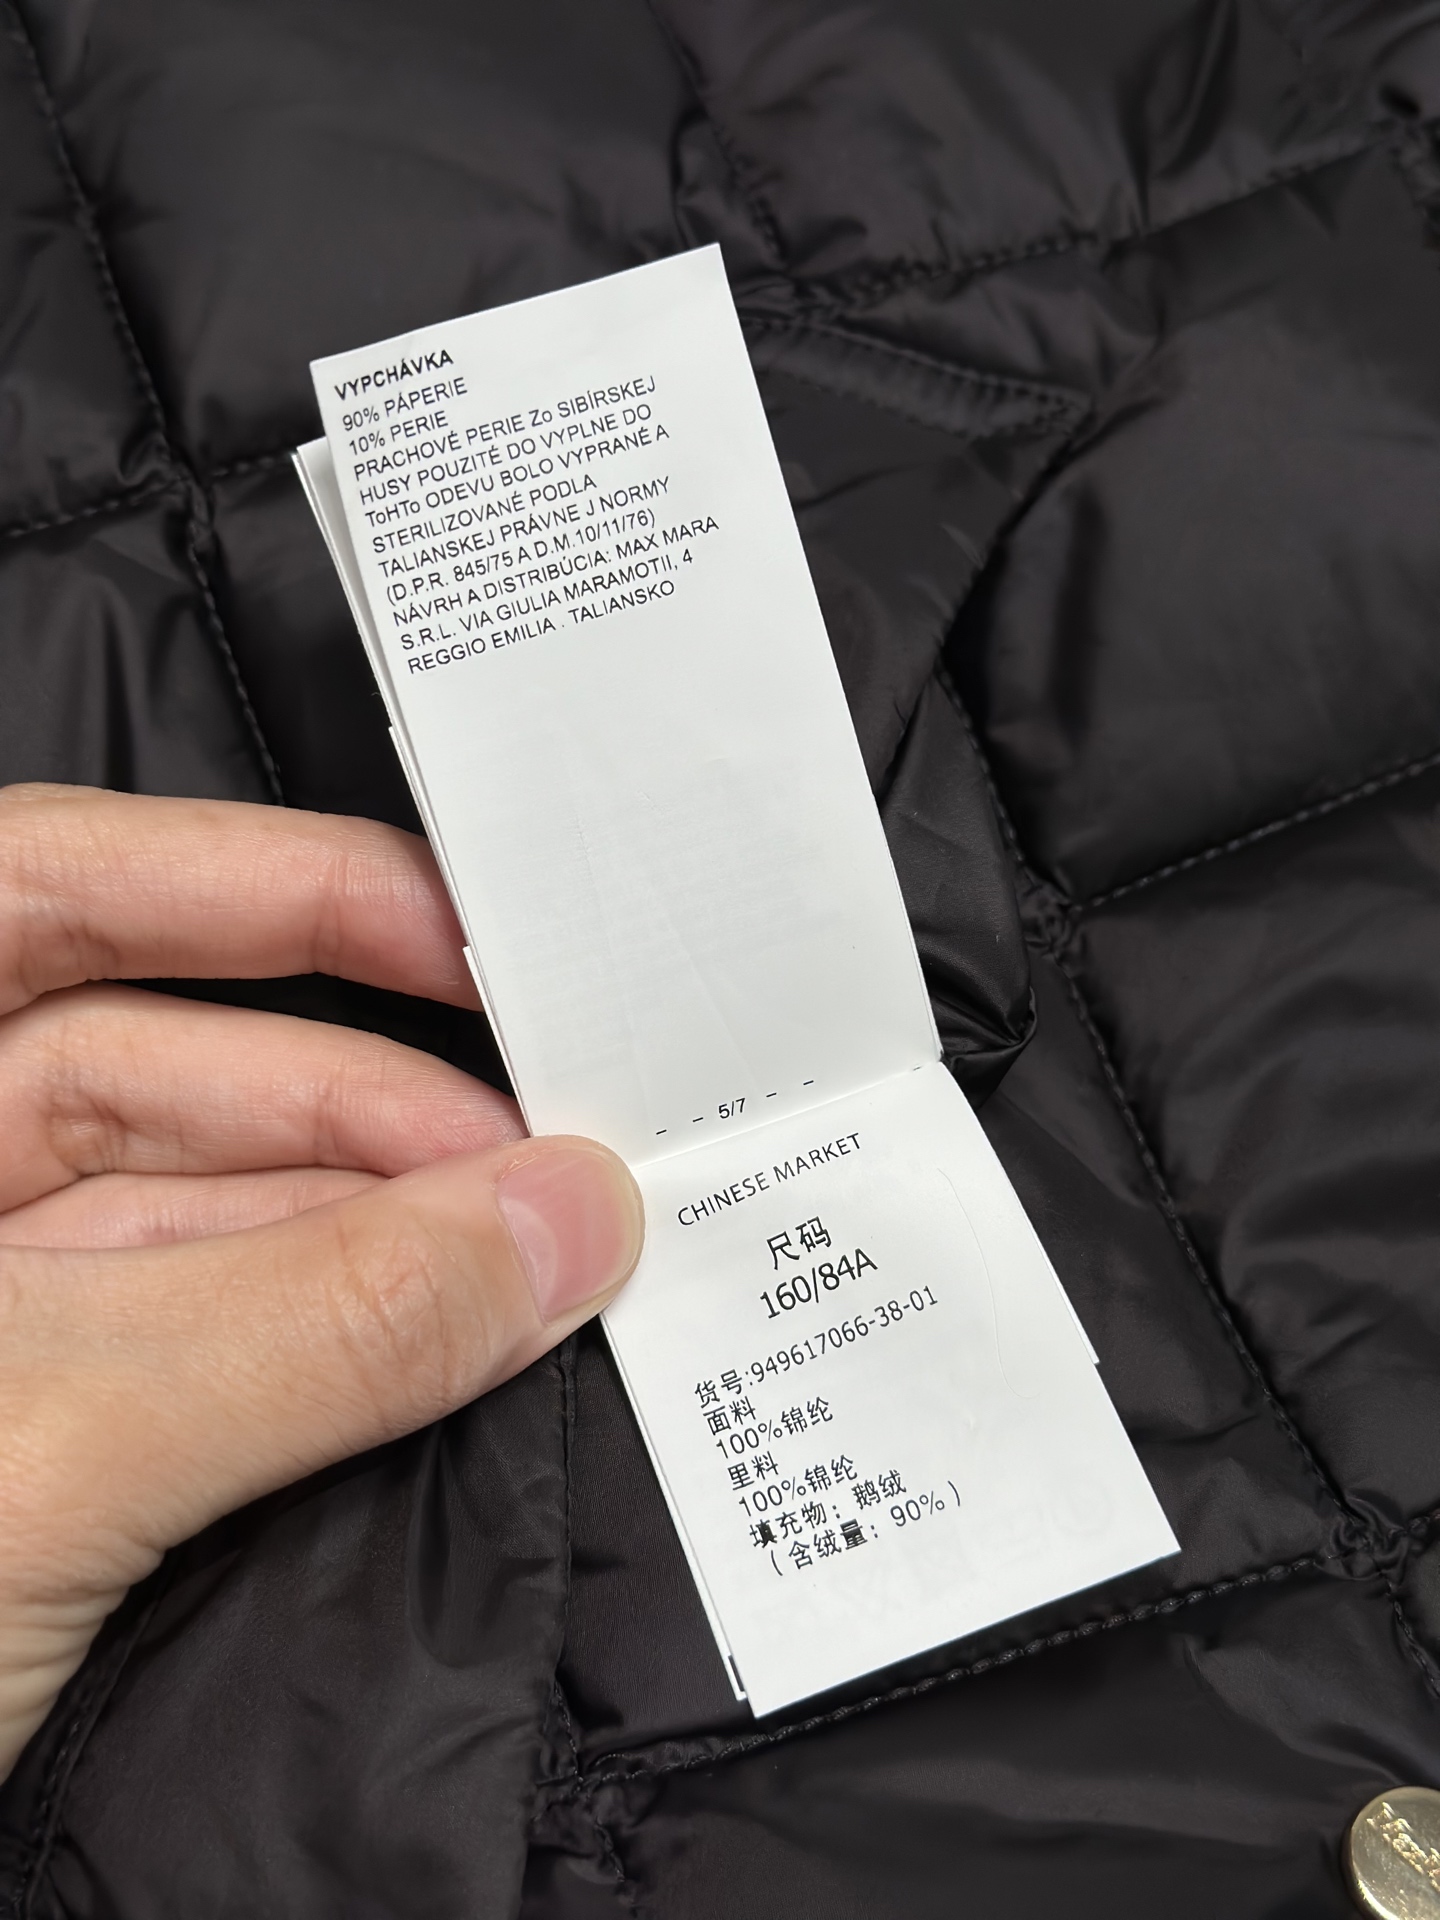 VYPCHÁVKA
90% PÁPERIE
10% PERIE
PRACHOVÉ PERIE Zo SIBÍRSKEJ
HUSY POUZITÉ DO VYPLNE DO
ToHTo ODEVU BOLO VYPRANÉ A
STERILIZOVANÉ PODLA
TALIANSKEJ PRÁVNE J NORMY
(D.P.R. 845/75 A D.M.10/11/76)
NÁVRH A DISTRIBÚCIA: MAX MARA
S.R.L. VIA GIULIA MARAMOTII, 4
REGGIO EMILIA . TALIANSKO
– – 5/7 – –
CHINESE MARKET
尺码
160/84A
货号:949617066-38-01
面料
100%锦纶
里料
100%锦纶
填充物: 鹅绒
(含绒量: 90%)